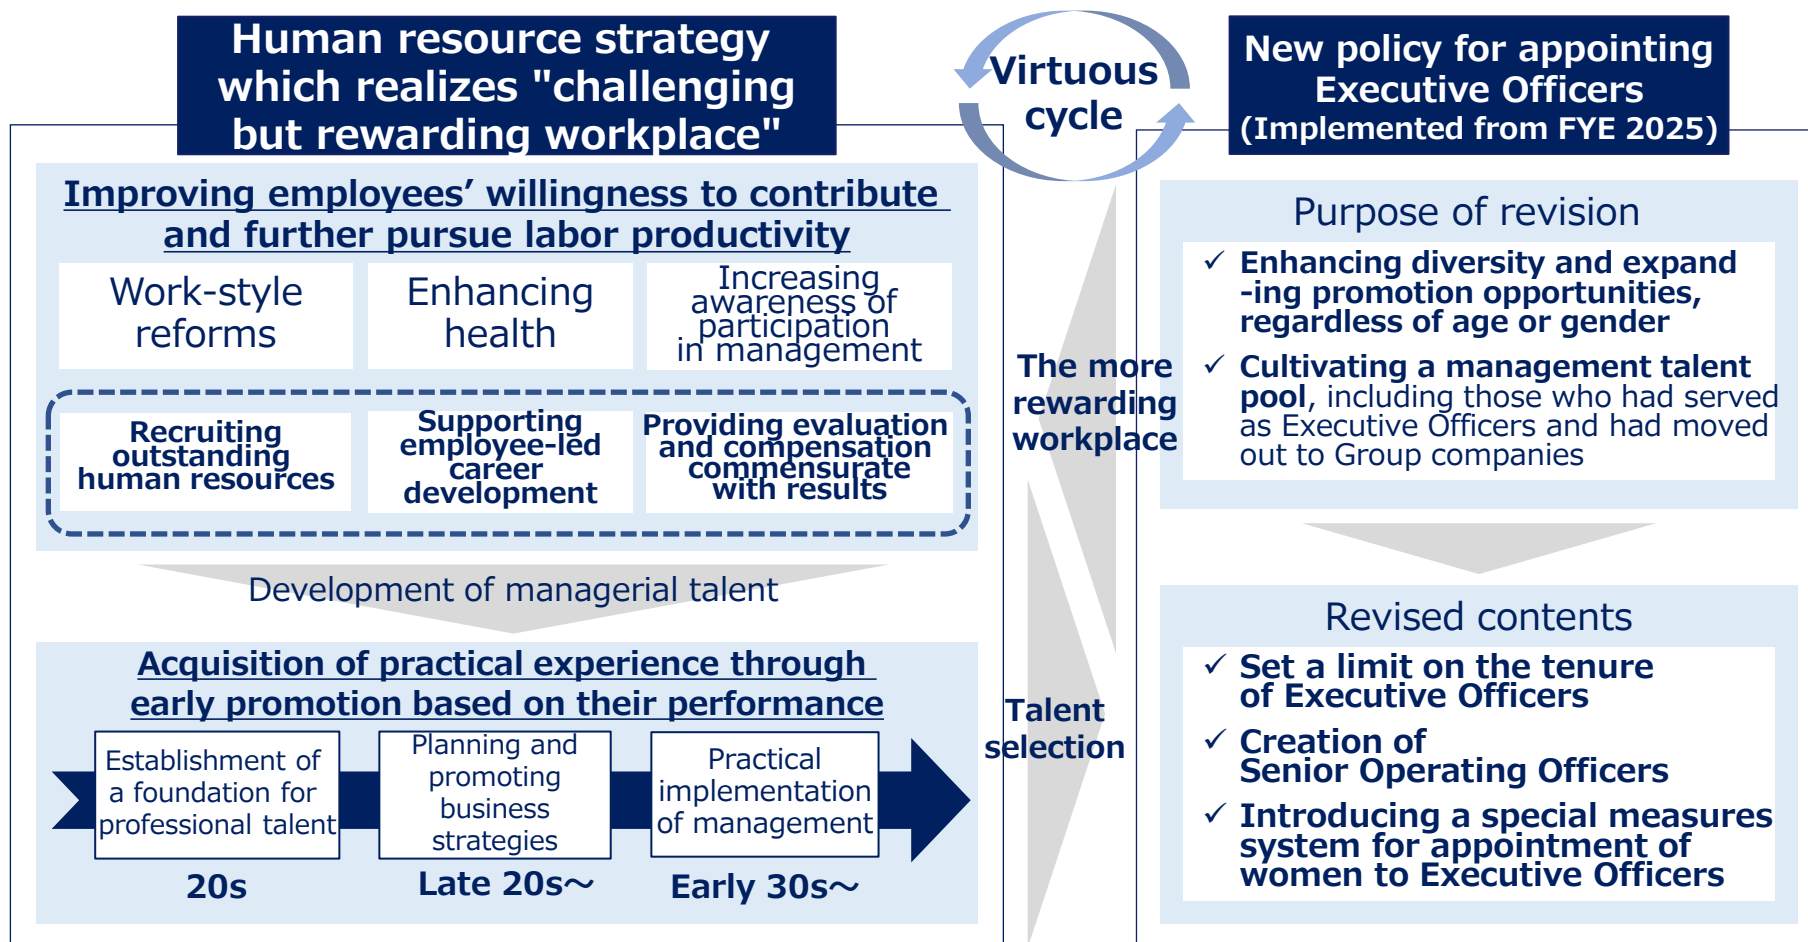 Human resource strategy
which realizes "challenging
but rewarding workplace"
Improving employees’ willingness to contribute
and further pursue labor productivity
Work-style
reforms
Enhancing
health
Increasing
awareness of
participation
in management
Recruiting
outstanding
human resources
Supporting
employee-led
career
development
Providing evaluation
and compensation
commensurate
with results
Development of managerial talent
Acquisition of practical experience through
early promotion based on their performance
Establishment of
a foundation for
professional talent
20s
Planning and
promoting
business
strategies
Late 20s～
Practical
implementation
of management
Early 30s～
Virtuous
cycle
The more
rewarding
workplace
Talent
selection
New policy for appointing
Executive Officers
(Implemented from FYE 2025)
Purpose of revision
✓ Enhancing diversity and expand
-ing promotion opportunities,
regardless of age or gender
✓ Cultivating a management talent
pool, including those who had served
as Executive Officers and had moved
out to Group companies
Revised contents
✓ Set a limit on the tenure
of Executive Officers
✓ Creation of
Senior Operating Officers
✓ Introducing a special measures
system for appointment of
women to Executive Officers